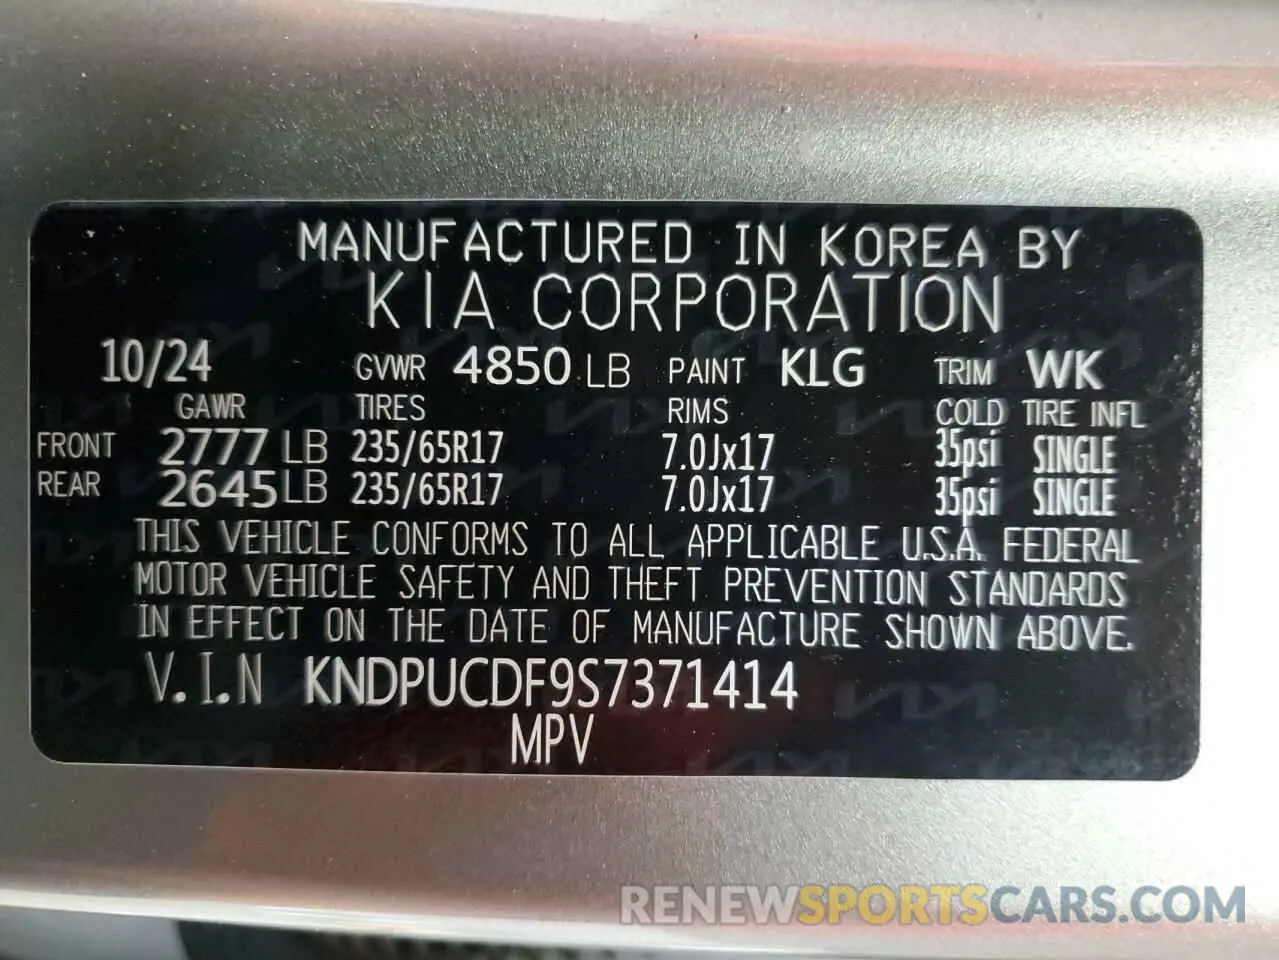 MANUFACTURED IN KOREA BY
KIA CORPORATION
10/24 GVWR 4850 LB PAINT KLG TRIM WK
GAWR TIRES RIMS COLD TIRE INFL
FRONT 2777 LB 235/65R17 7.0Jx17 35psi SINGLE
REAR 2645 LB 235/65R17 7.0Jx17 35psi SINGLE
THIS VEHICLE CONFORMS TO ALL APPLICABLE U.S.A. FEDERAL
MOTOR VEHICLE SAFETY AND THEFT PREVENTION STANDARDS
IN EFFECT ON THE DATE OF MANUFACTURE SHOWN ABOVE.
V.I.N KNDPUCDF9S7371414
MPV
RENEWSPORTSCARS.COM